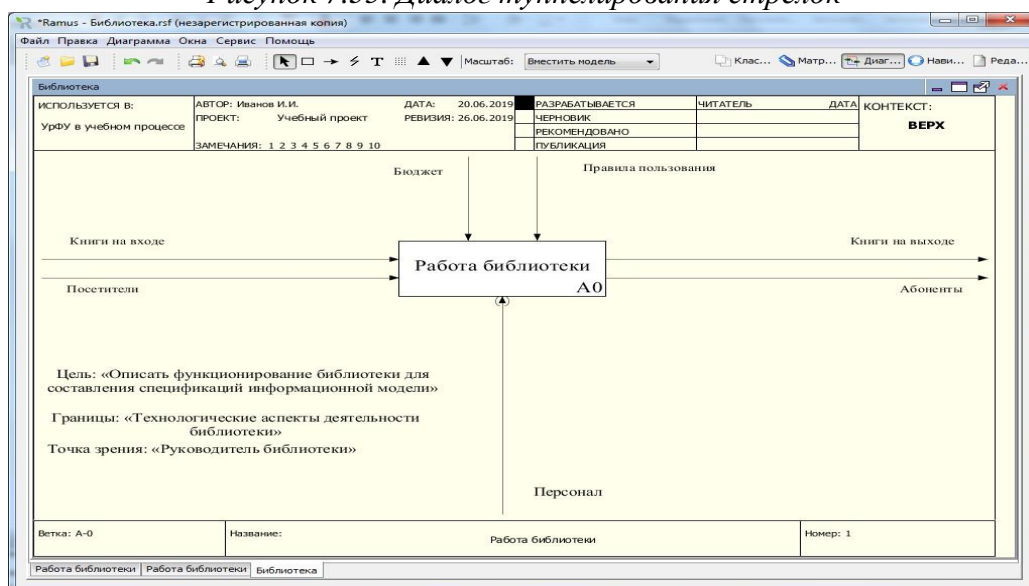 Рисунок 7.35. Диалог туннелирования стрелок
*Ramus - Библиотека.rsf (незарегистрированная копия)
Файл Правка Диаграмма Окна Сервис Помощь
T Масштаб: Вместить модель Клас... Матр... Диаг... Нави... Реда...
Библиотека
ИСПОЛЬЗУЕТСЯ В: АВТОР: Иванов И.И. ДАТА: 20.06.2019 РАЗРАБАТЫВАЕТСЯ ЧИТАТЕЛЬ ДАТА КОНТЕКСТ:
УрФУ в учебном процессе ПРОЕКТ: Учебный проект РЕВИЗИЯ: 26.06.2019 ЧЕРНОВИК ВЕРХ
РЕКОМЕНДОВАНО
ЗАМЕЧАНИЯ: 1 2 3 4 5 6 7 8 9 10 ПУБЛИКАЦИЯ
Бюджет Правила пользования
Книги на входе Книги на выходе
Работа библиотеки
A0
Посетители Абоненты
Цель: «Описать функционирование библиотеки для
составления спецификаций информационной модели»
Границы: «Технологические аспекты деятельности
библиотеки»
Точка зрения: «Руководитель библиотеки»
Персонал
Ветка: A-0 Название: Работа библиотеки Номер: 1
Работа библиотеки Работа библиотеки Библиотека